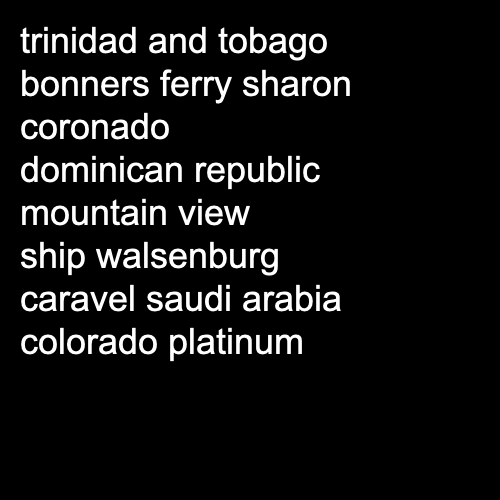 trinidad and tobago
bonners ferry sharon
coronado
dominican republic
mountain view
ship walsenburg
caravel saudi arabia
colorado platinum